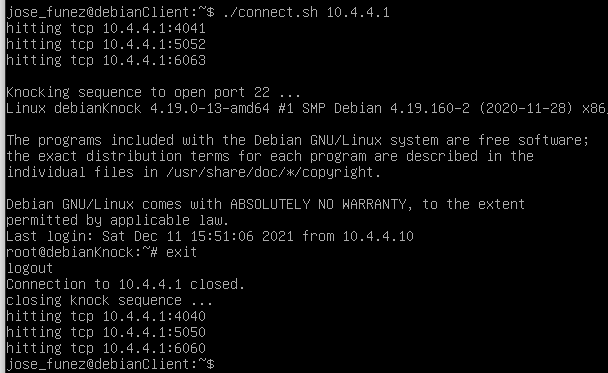 jose_funez@debianClient:~$ ./connect.sh 10.4.4.1
hitting tcp 10.4.4.1:4041
hitting tcp 10.4.4.1:5052
hitting tcp 10.4.4.1:6063
Knocking sequence to open port 22 ...
Linux debianKnock 4.19.0-13-amd64 #1 SMP Debian 4.19.160-2 (2020-11-28) x86_
The programs included with the Debian GNU/Linux system are free software;
the exact distribution terms for each program are described in the
individual files in /usr/share/doc/*/copyright.
Debian GNU/Linux comes with ABSOLUTELY NO WARRANTY, to the extent
permitted by applicable law.
Last login: Sat Dec 11 15:51:06 2021 from 10.4.4.10
root@debianKnock:~# exit
logout
Connection to 10.4.4.1 closed.
closing knock sequence ...
hitting tcp 10.4.4.1:4040
hitting tcp 10.4.4.1:5050
hitting tcp 10.4.4.1:6060
jose_funez@debianClient:~$